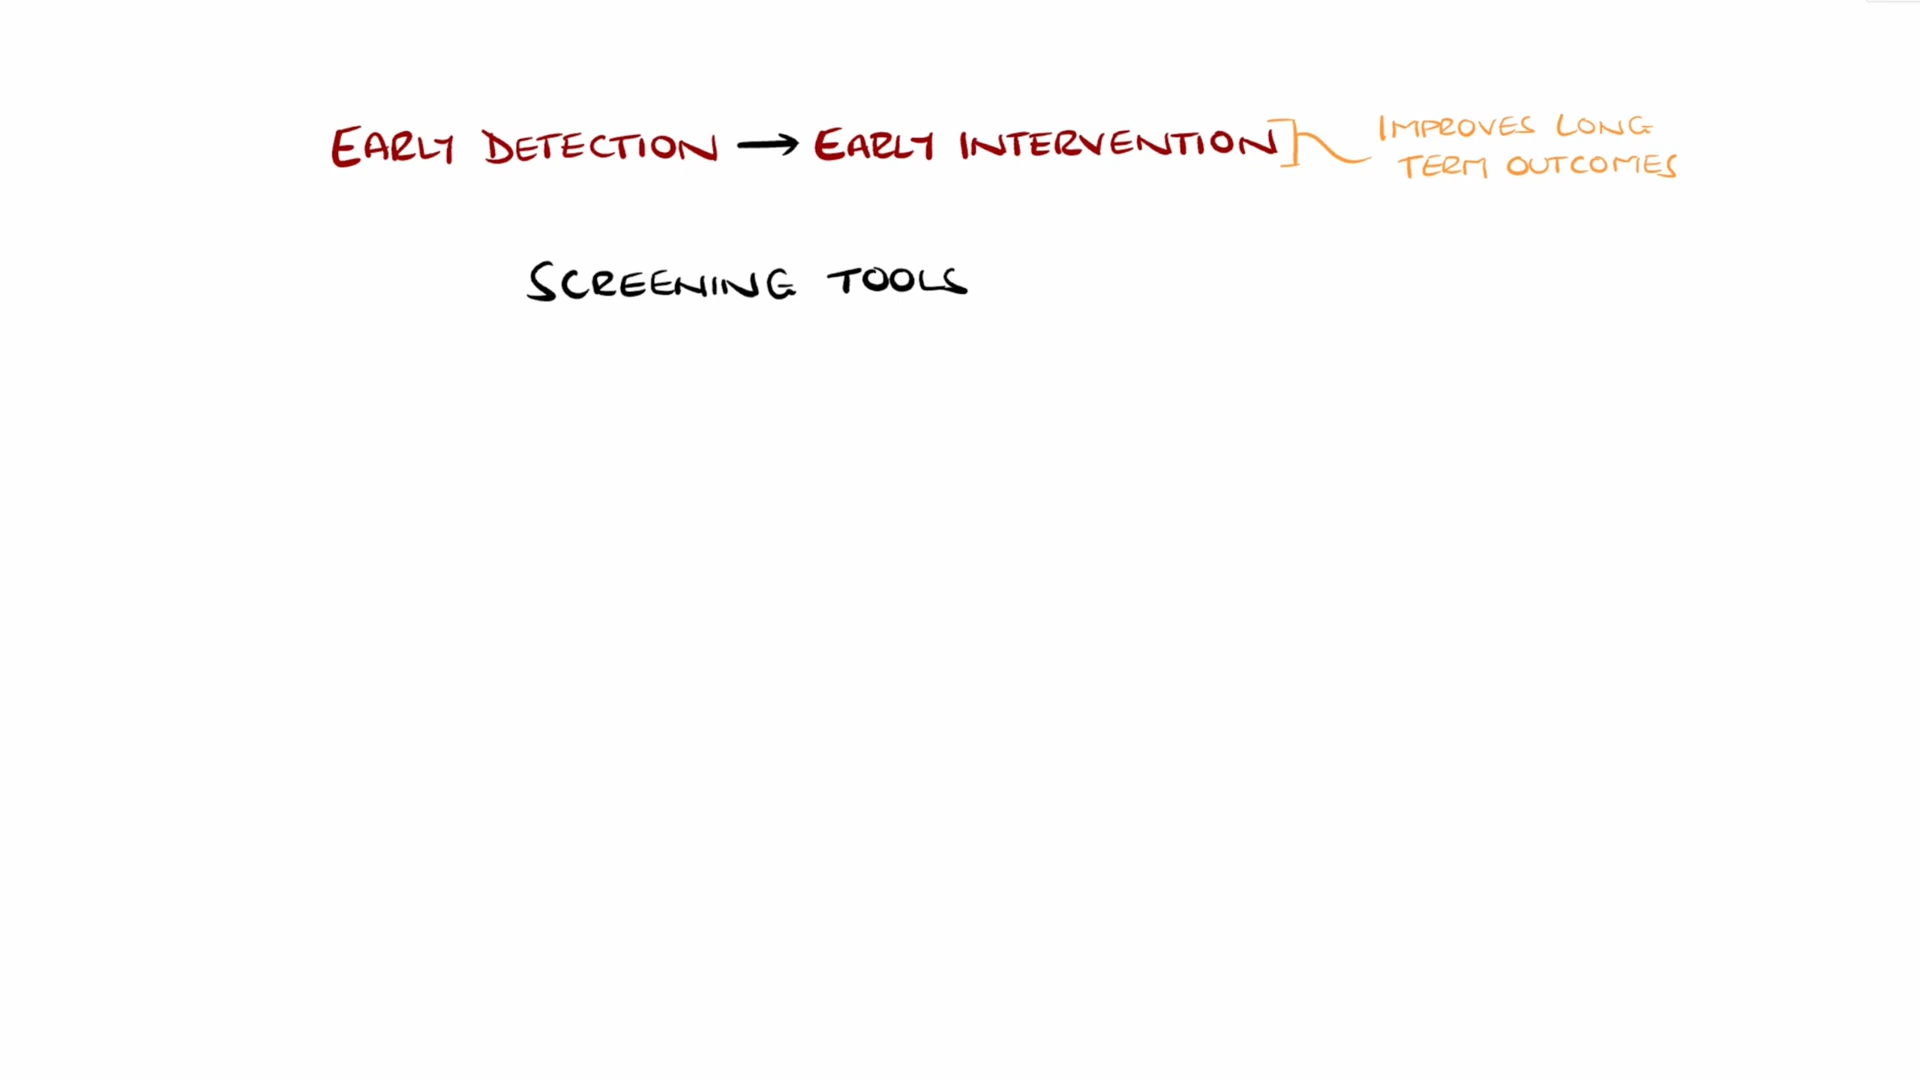 EARLY DETECTION → EARLY INTERVENTION
IMPROVES LONG
TERM OUTCOMES
SCREENING TOOLS